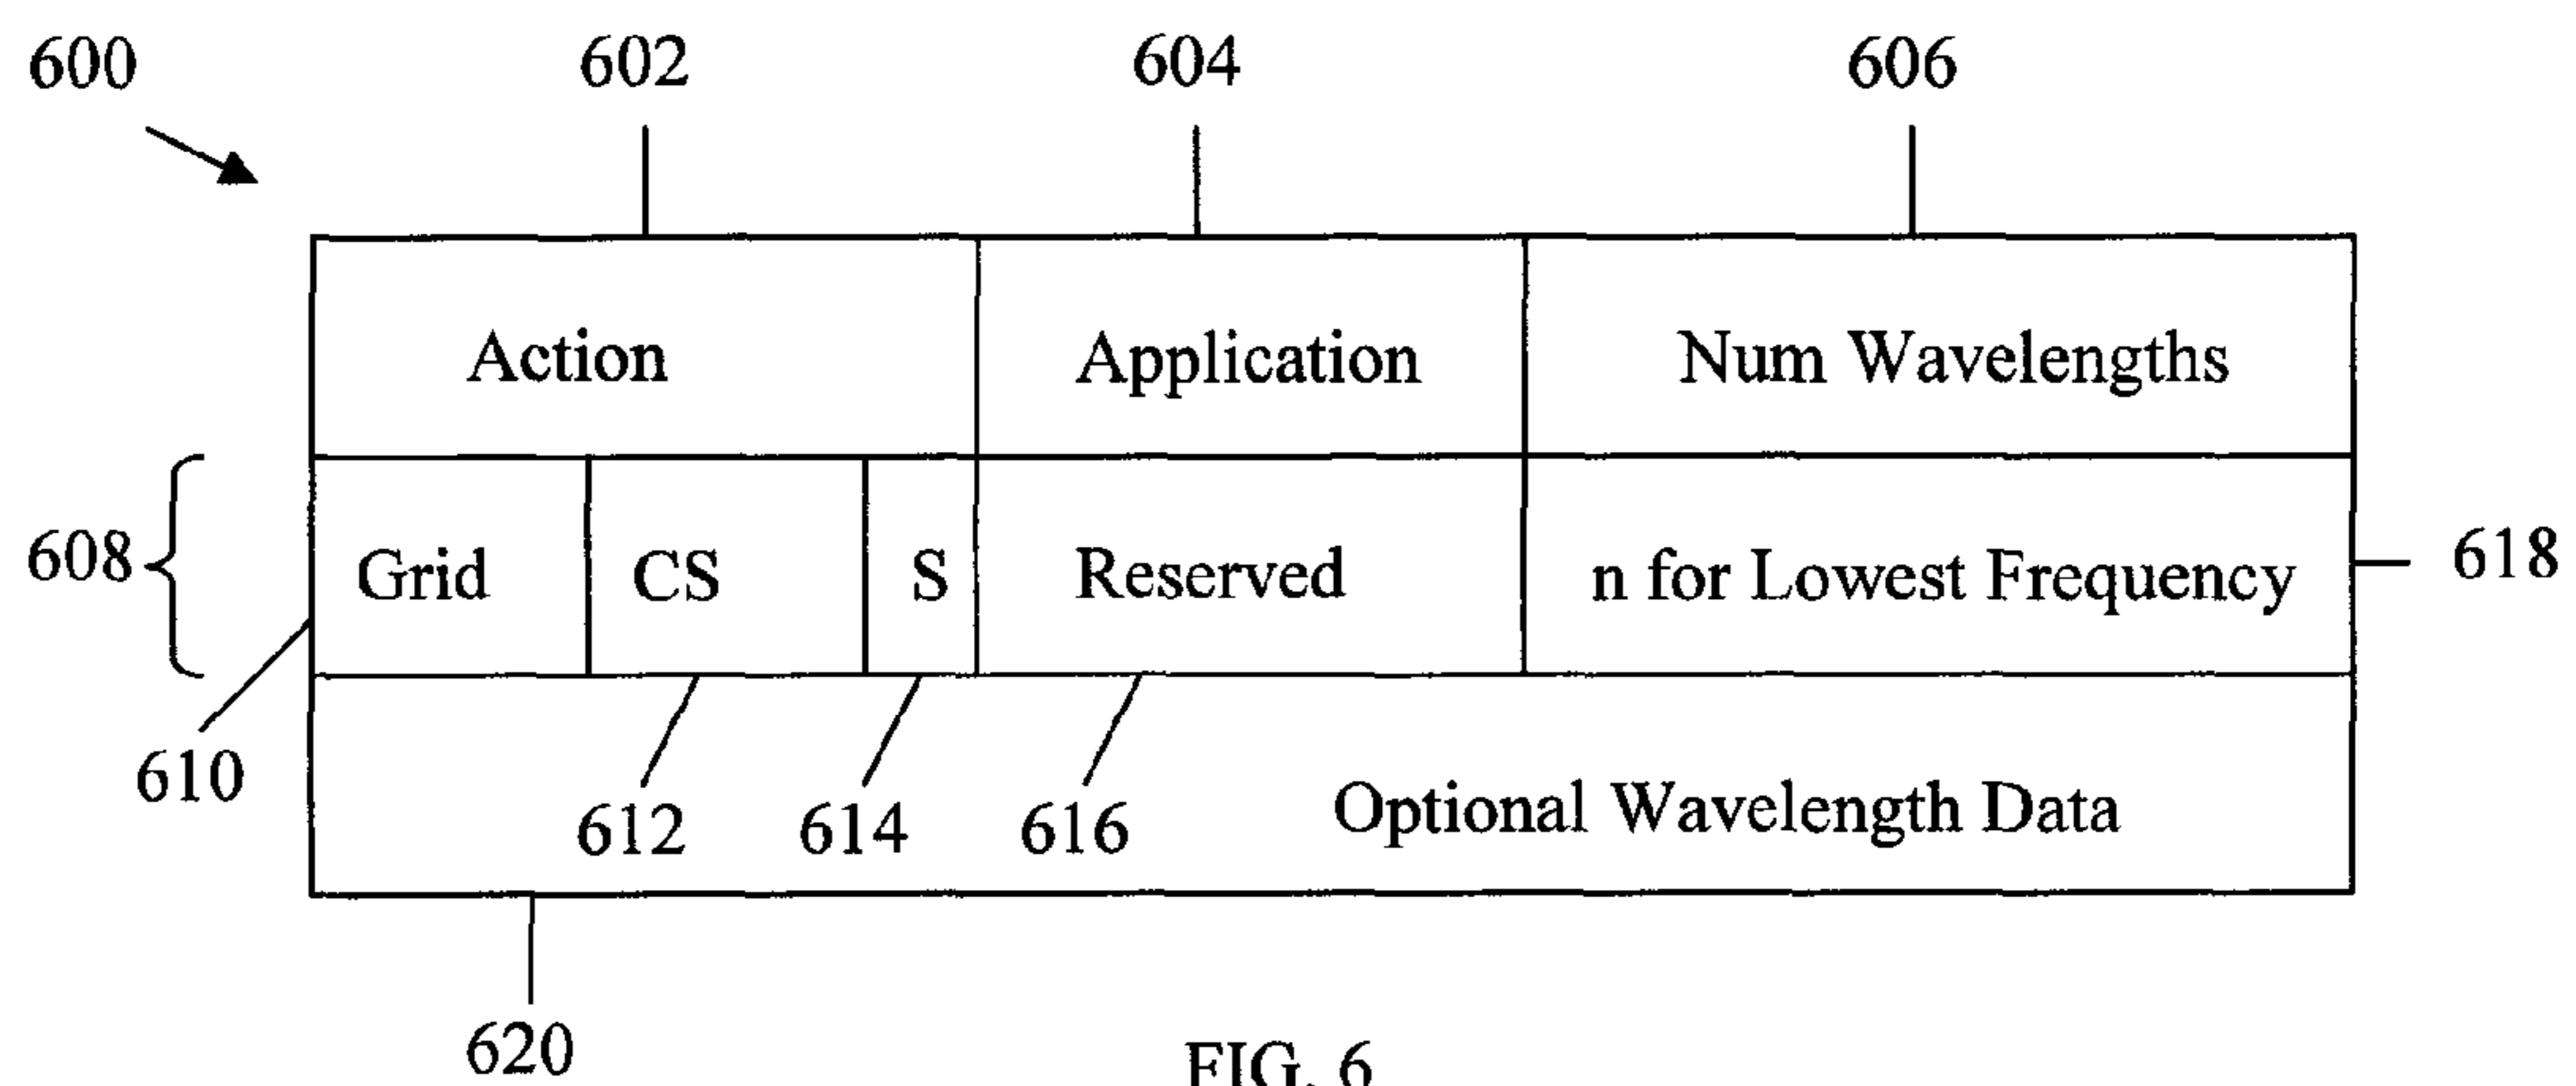 600 602 604 606
Action Application Num Wavelengths
608 Grid CS S Reserved n for Lowest Frequency 618
610 612 614 616 Optional Wavelength Data
620
FIG. 6